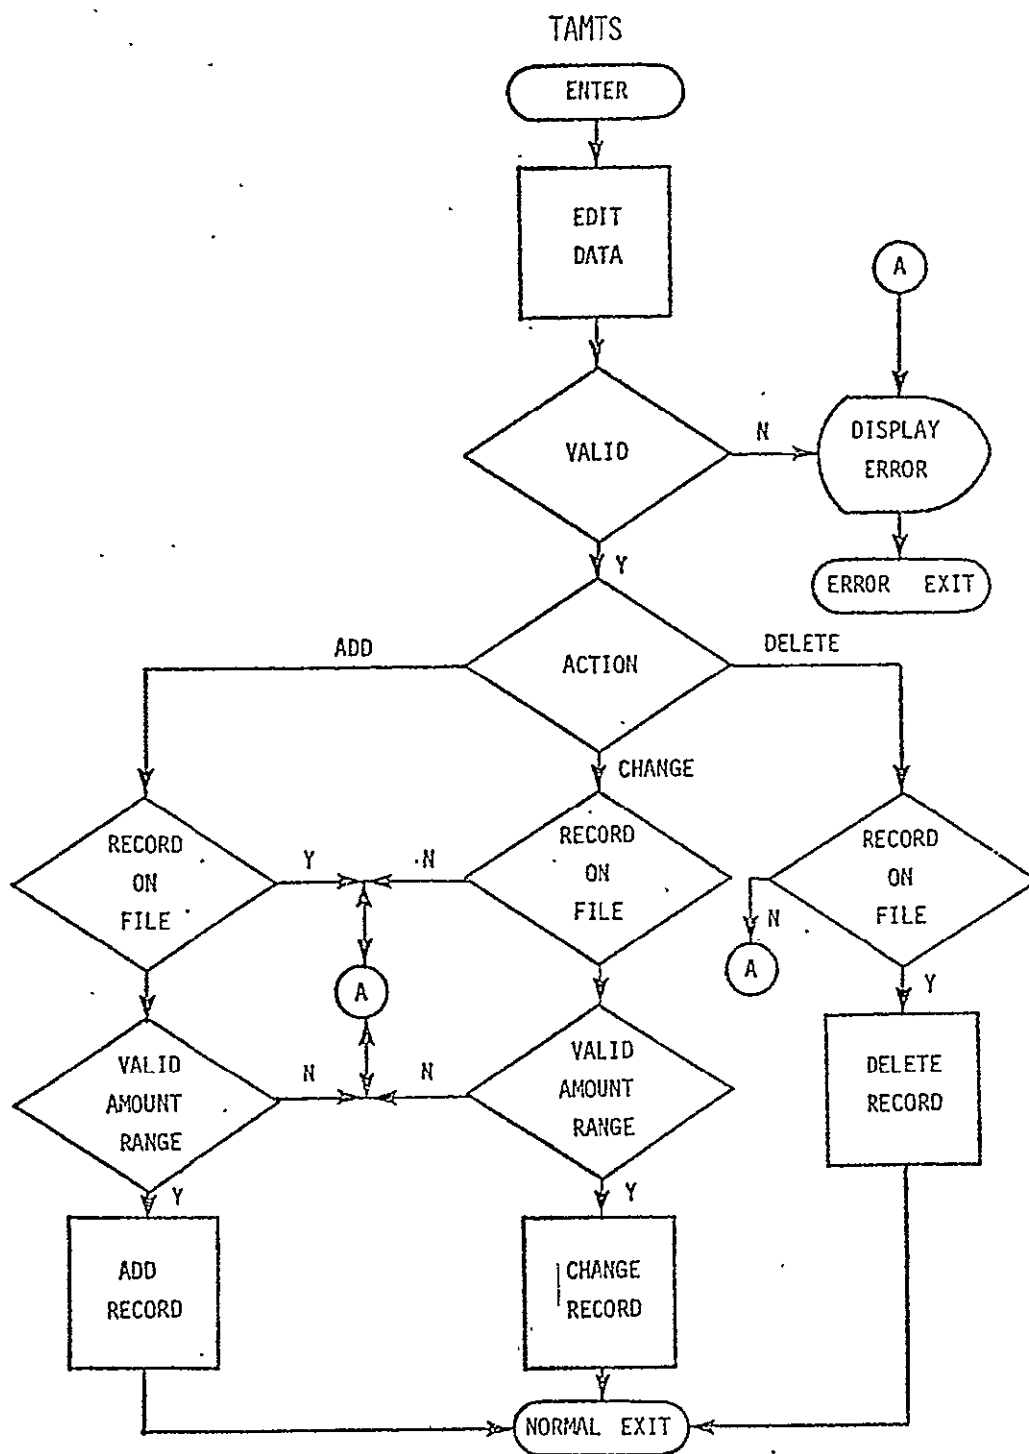 TAMTS
ENTER
EDIT
DATA
A
VALID
N
DISPLAY
ERROR
Y
ERROR EXIT
ADD
ACTION
DELETE
CHANGE
RECORD
ON
FILE
Y
N
RECORD
ON
FILE
RECORD
ON
FILE
N
A
A
Y
VALID
AMOUNT
RANGE
N
N
VALID
AMOUNT
RANGE
DELETE
RECORD
Y
Y
ADD
RECORD
CHANGE
RECORD
NORMAL EXIT